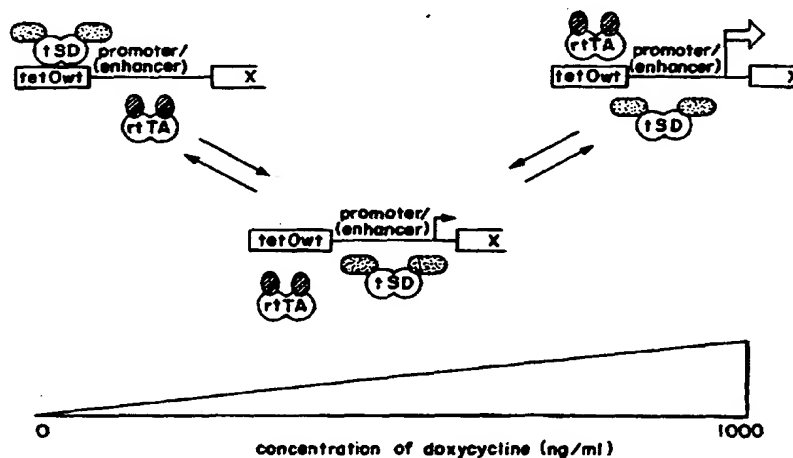 tSD
promoter/
(enhancer)
tetOwt
X
rtTA
rtTA
promoter/
(enhancer)
tetOwt
X
tSD
promoter/
(enhancer)
tetOwt
X
rtTA
tSD
0
1000
concentration of doxycycline (ng/ml)